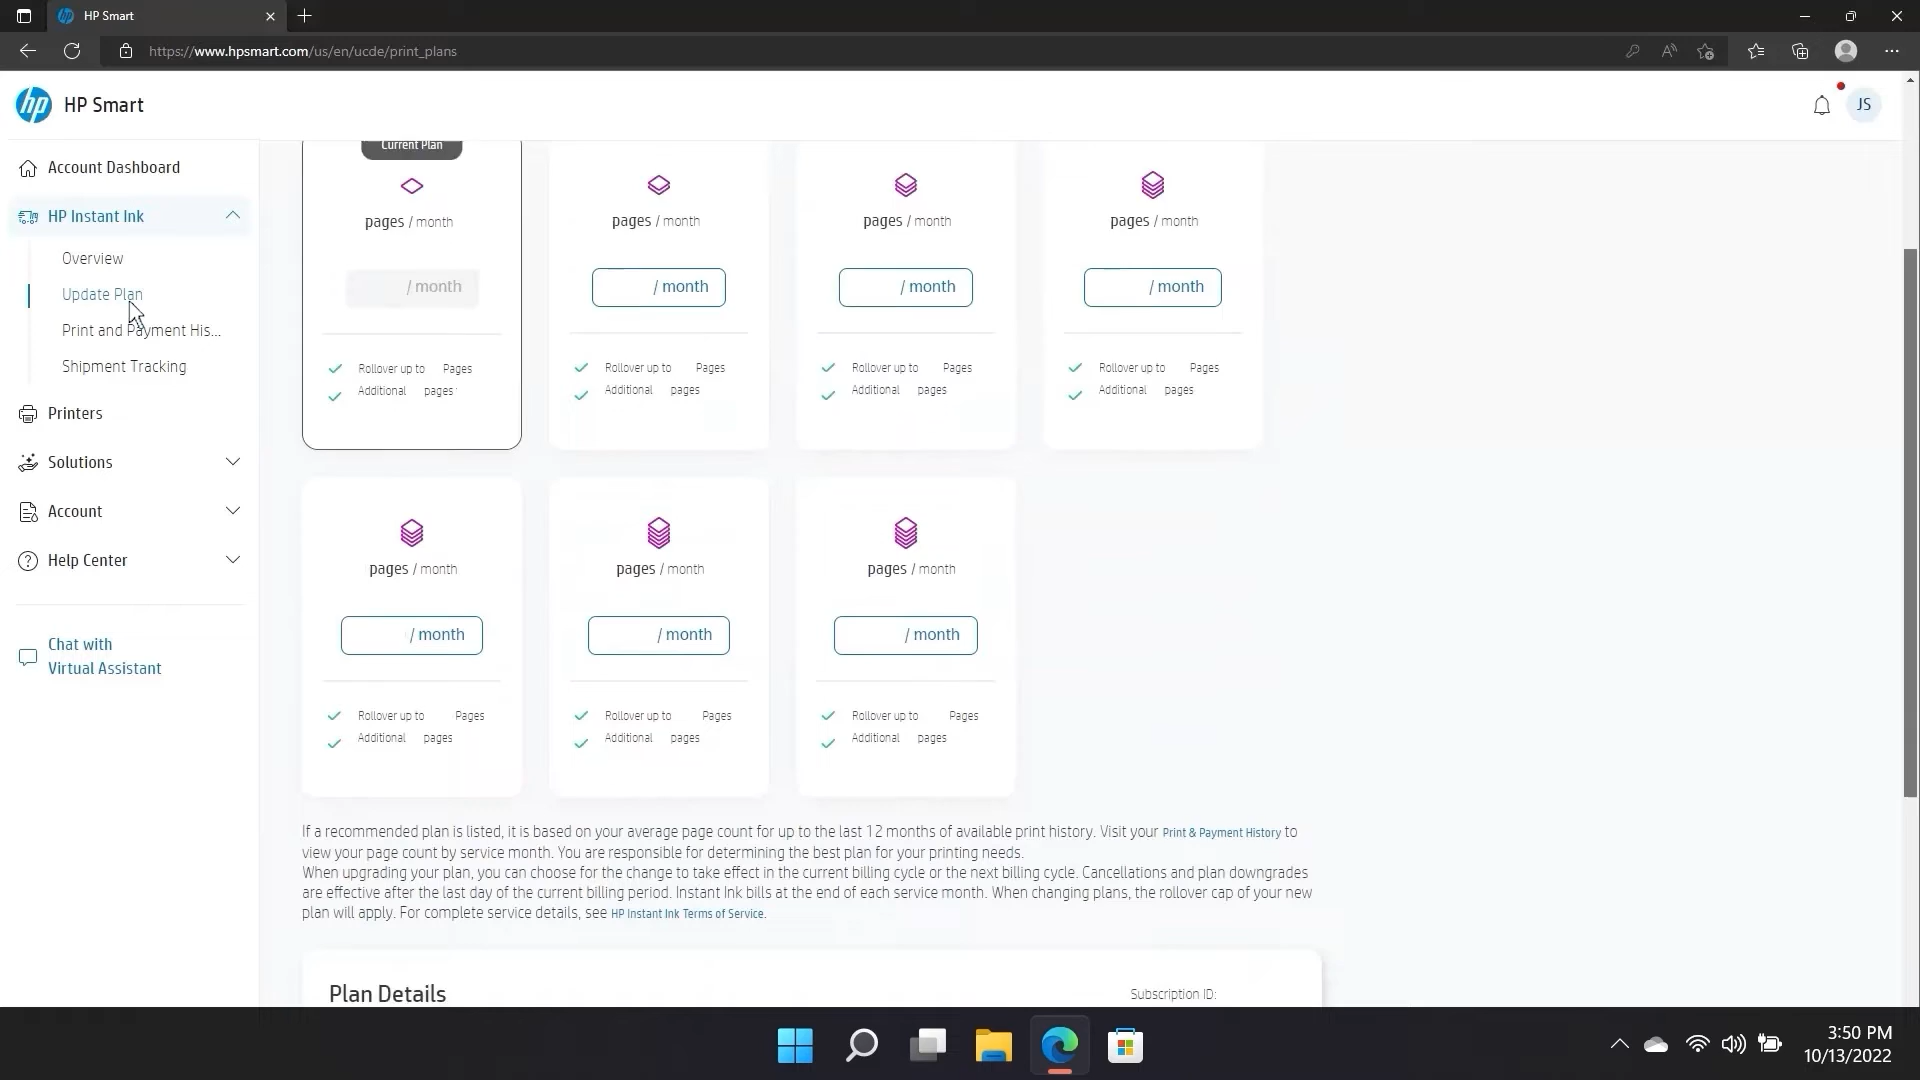 HP Smart
https://www.hpsmart.com/us/en/ucde/print_plans
hp
HP Smart
JS
Account Dashboard
HP Instant Ink
Overview
Update Plan
Print and Payment His...
Shipment Tracking
Printers
Solutions
Account
Help Center
Chat with
Virtual Assistant
Current Plan
pages / month
/ month
Rollover up to Pages
Additional pages
pages / month
/ month
Rollover up to Pages
Additional pages
pages / month
/ month
Rollover up to Pages
Additional pages
pages / month
/ month
Rollover up to Pages
Additional pages
pages / month
/ month
Rollover up to Pages
Additional pages
pages / month
/ month
Rollover up to Pages
Additional pages
pages / month
/ month
Rollover up to Pages
Additional pages
If a recommended plan is listed, it is based on your average page count for up to the last 12 months of available print history. Visit your Print & Payment History to
view your page count by service month. You are responsible for determining the best plan for your printing needs.
When upgrading your plan, you can choose for the change to take effect in the current billing cycle or the next billing cycle. Cancellations and plan downgrades
are effective after the last day of the current billing period. Instant Ink bills at the end of each service month. When changing plans, the rollover cap of your new
plan will apply. For complete service details, see HP Instant Ink Terms of Service.
Plan Details
Subscription ID:
3:50 PM
10/13/2022